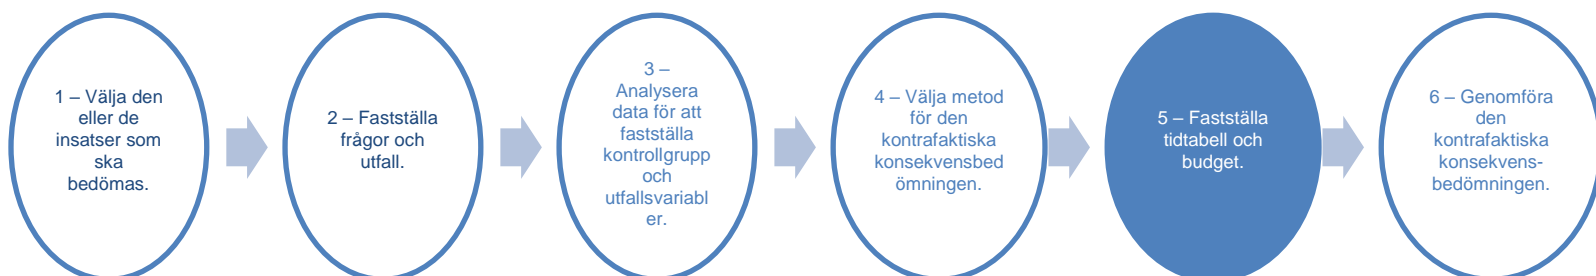 1 – Välja den
eller de
insatser som
ska
bedömas.
2 – Fastställa
frågor och
utfall.
3 –
Analysera
data för att
fastställa
kontrollgrupp
och
utfallsvariabl
er.
4 – Välja metod
för den
kontrafaktiska
konsekvensbed
ömningen.
5 – Fastställa
tidtabell och
budget.
6 – Genomföra
den
kontrafaktiska
konsekvens-
bedömningen.